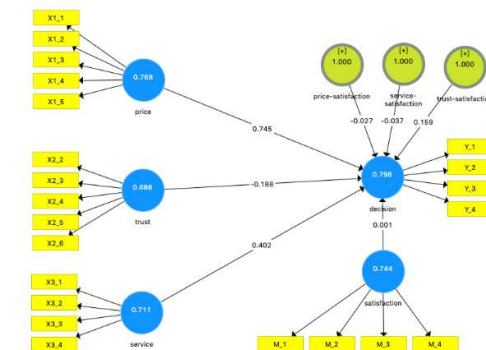 X1_1
X1_2
X1_3
X1_4
X1_5
0.768
price
0.745
[+]
1.000
price-satisfaction
[+]
1.000
service-
satisfaction
[+]
1.000
trust-satisfaction
-0.027
-0.037
0.159
X2_2
X2_3
X2_4
X2_5
X2_6
0.686
trust
-0.188
0.798
decision
Y_1
Y_2
Y_3
Y_4
0.402
0.001
X3_1
X3_2
X3_3
X3_4
0.711
service
0.744
satisfaction
M_1
M_2
M_3
M_4